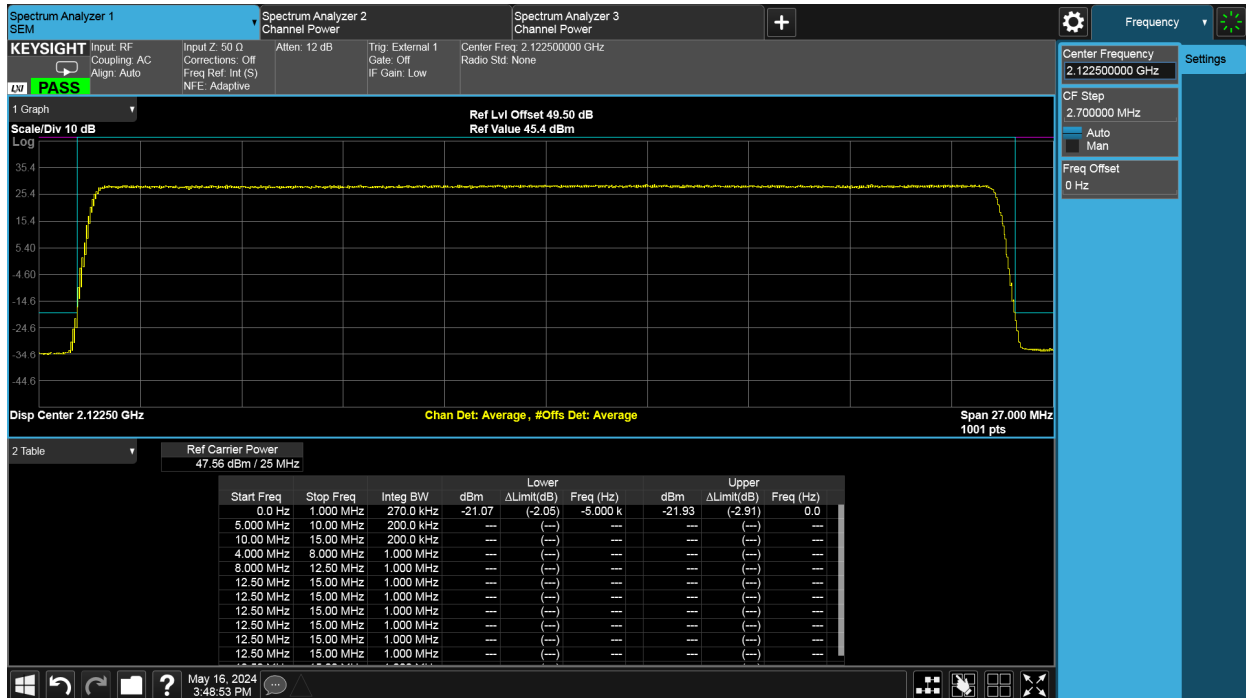 Spectrum Analyzer 1
SEM
Spectrum Analyzer 2
Channel Power
Spectrum Analyzer 3
Channel Power
Frequency
KEYSIGHT
LXI
PASS
Input: RF
Coupling: AC
Align: Auto
Input Z: 50 Ω
Corrections: Off
Freq Ref: Int (S)
NFE: Adaptive
Atten: 12 dB
Trig: External 1
Gate: Off
IF Gain: Low
Center Freq: 2.122500000 GHz
Radio Std: None
Center Frequency
2.122500000 GHz
Settings
CF Step
2.700000 MHz
Auto
Man
Freq Offset
0 Hz
1 Graph
Scale/Div 10 dB
Ref Lvl Offset 49.50 dB
Ref Value 45.4 dBm
Log
35.4
25.4
15.4
5.40
-4.60
-14.6
-24.6
-34.6
-44.6
Disp Center 2.12250 GHz
Chan Det: Average, #Offs Det: Average
Span 27.000 MHz
1001 pts
2 Table
Ref Carrier Power
47.56 dBm / 25 MHz
Lower Upper
Start Freq Stop Freq Integ BW dBm ΔLimit(dB) Freq (Hz) dBm ΔLimit(dB) Freq (Hz)
0.0 Hz 1.000 MHz 270.0 kHz -21.07 (-2.05) -5.000 k -21.93 (-2.91) 0.0
5.000 MHz 10.00 MHz 200.0 kHz --- (---) --- --- (---) ---
10.00 MHz 15.00 MHz 200.0 kHz --- (---) --- --- (---) ---
4.000 MHz 8.000 MHz 1.000 MHz --- (---) --- --- (---) ---
8.000 MHz 12.50 MHz 1.000 MHz --- (---) --- --- (---) ---
12.50 MHz 15.00 MHz 1.000 MHz --- (---) --- --- (---) ---
12.50 MHz 15.00 MHz 1.000 MHz --- (---) --- --- (---) ---
12.50 MHz 15.00 MHz 1.000 MHz --- (---) --- --- (---) ---
12.50 MHz 15.00 MHz 1.000 MHz --- (---) --- --- (---) ---
12.50 MHz 15.00 MHz 1.000 MHz --- (---) --- --- (---) ---
12.50 MHz 15.00 MHz 1.000 MHz --- (---) --- --- (---) ---
?
May 16, 2024
3:48:53 PM